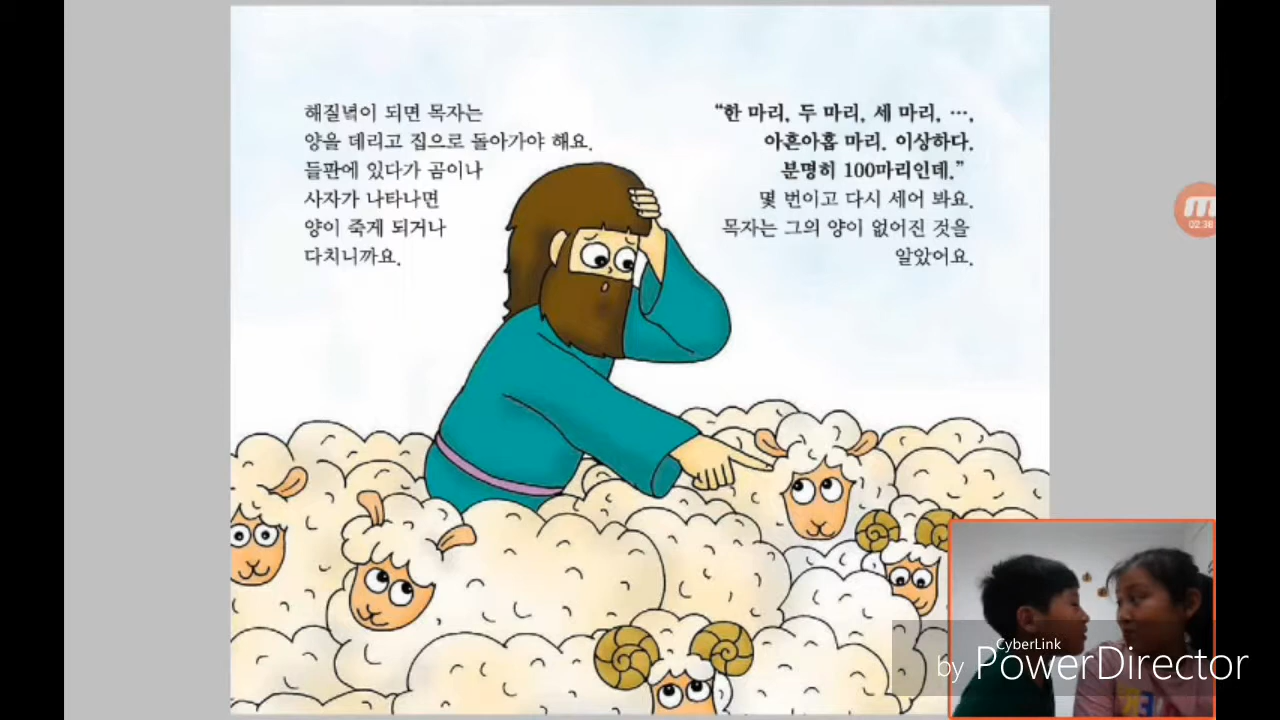 해질녘이 되면 목자는
양을 데리고 집으로 돌아가야 해요.
들판에 있다가 곰이나
사자가 나타나면
양이 죽게 되거나
다치니까요.
“한 마리, 두 마리, 세 마리, …,
아흔아홉 마리. 이상하다.
분명히 100마리인데.”
몇 번이고 다시 세어 봐요.
목자는 그의 양이 없어진 것을
알았어요.
02:36
CyberLink
by PowerDirector